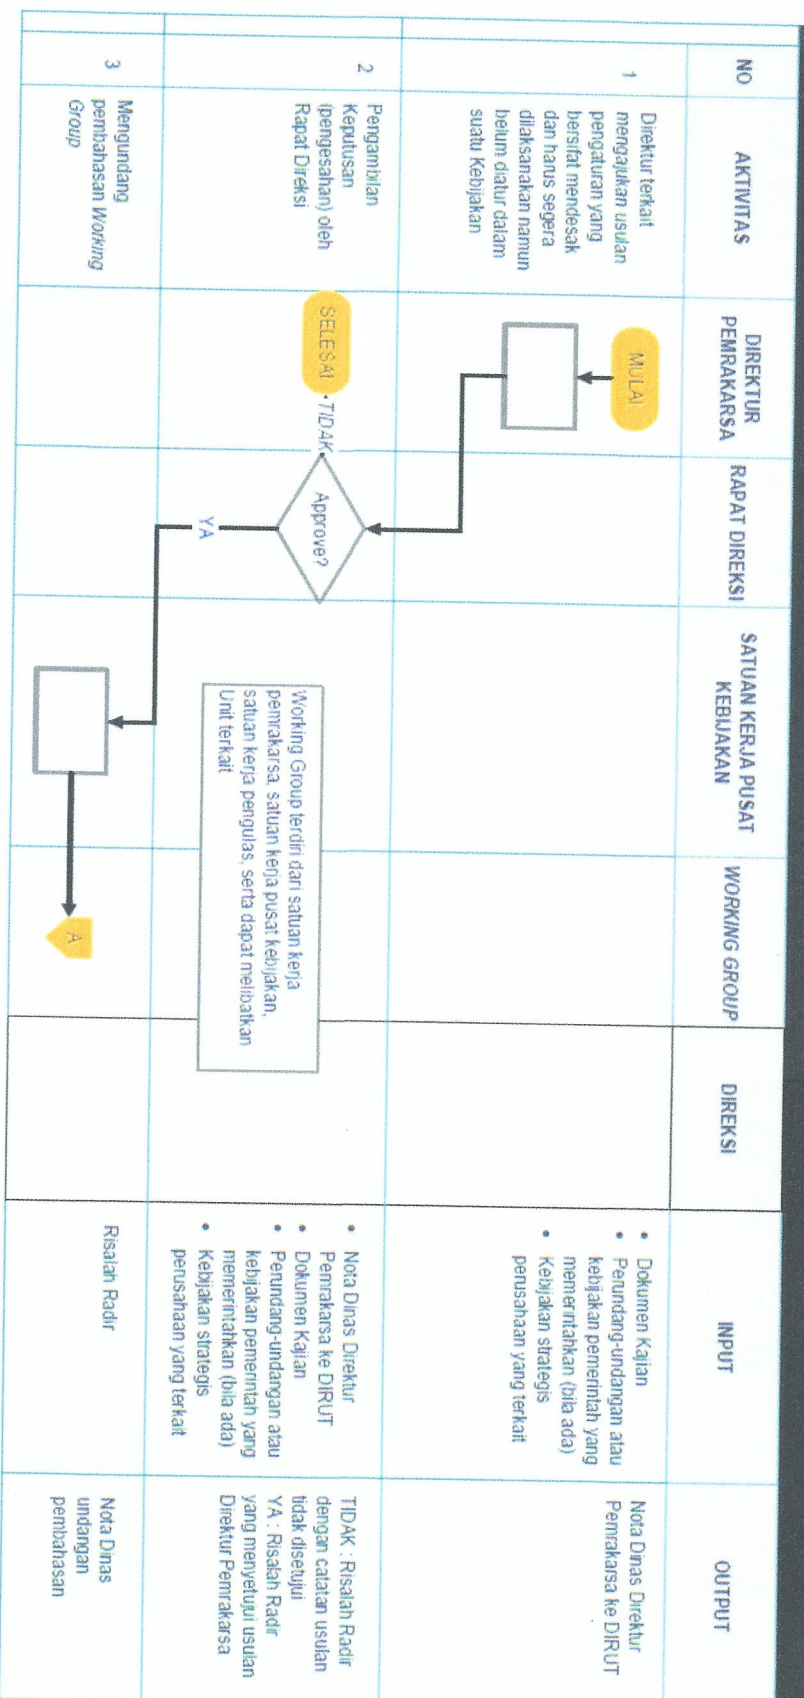 NO
AKTIVITAS
DIREKTUR
PEMRAKARSA
RAPAT DIREKSI
SATUAN KERJA PUSAT
KEBIJAKAN
WORKING GROUP
DIREKSI
INPUT
OUTPUT
1
Direktur terkait
mengajukan usulan
pengaturan yang
bersifat mendesak
dan harus segera
dilaksanakan namun
belum diatur dalam
suatu Kebijakan
MULAI
• Dokumen Kajian
• Perundang-undangan atau
kebijakan pemerintah yang
memerintahkan (bila ada)
• Kebijakan strategis
perusahaan yang terkait
Nota Dinas Direktur
Pemrakarsa ke DIRUT
2
Pengambilan
Keputusan
(pengesahan) oleh
Rapat Direksi
SELESAI
TIDAK
Approve?
YA
Working Group terdiri dari satuan kerja
pemrakarsa, satuan kerja pusat kebijakan,
satuan kerja pengulas, serta dapat melibatkan
Unit terkait
• Nota Dinas Direktur
Pemrakarsa ke DIRUT
• Dokumen Kajian
• Perundang-undangan atau
kebijakan pemerintah yang
memerintahkan (bila ada)
• Kebijakan strategis
perusahaan yang terkait
TIDAK : Risalah Radir
dengan catatan usulan
tidak disetujui
YA : Risalah Radir
yang menyetujui usulan
Direktur Pemrakarsa
3
Mengundang
pembahasan Working
Group
A
Risalah Radir
Nota Dinas
undangan
pembahasan